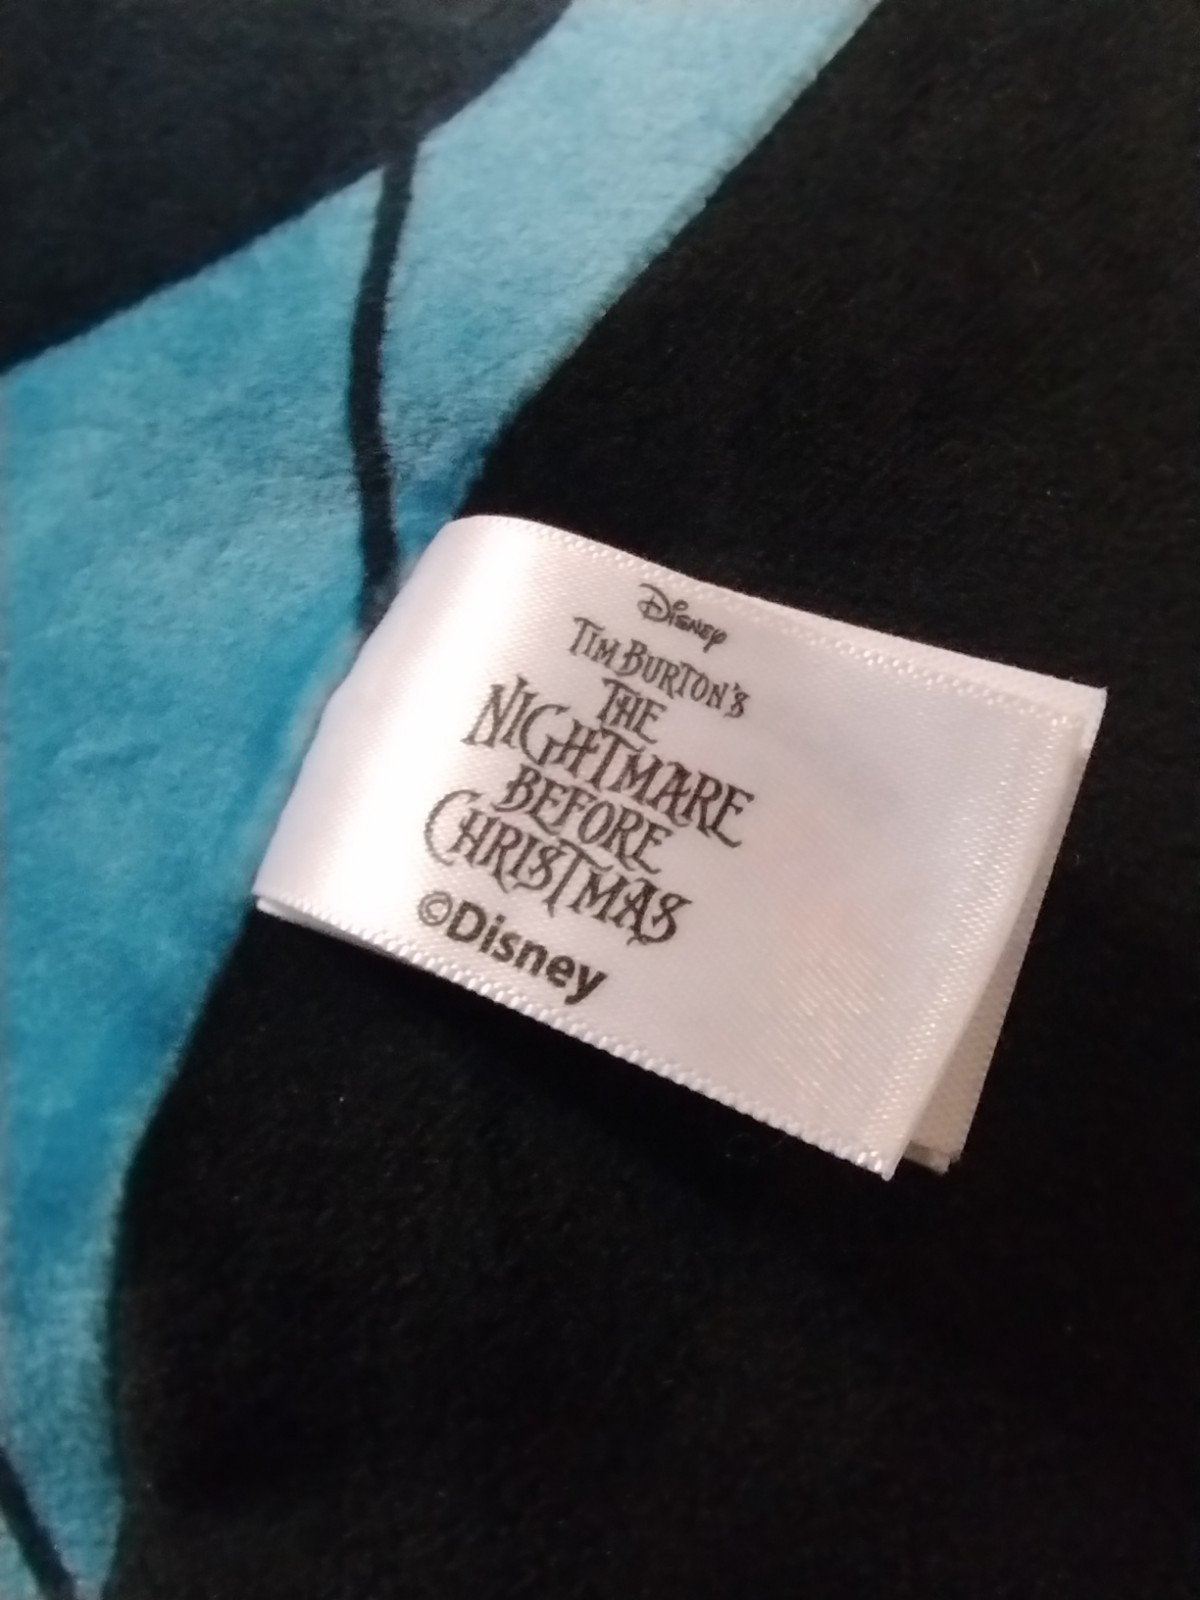 Disney
TIM BURTON'S
THE
NIGHTMARE
BEFORE
CHRISTMAS
©Disney